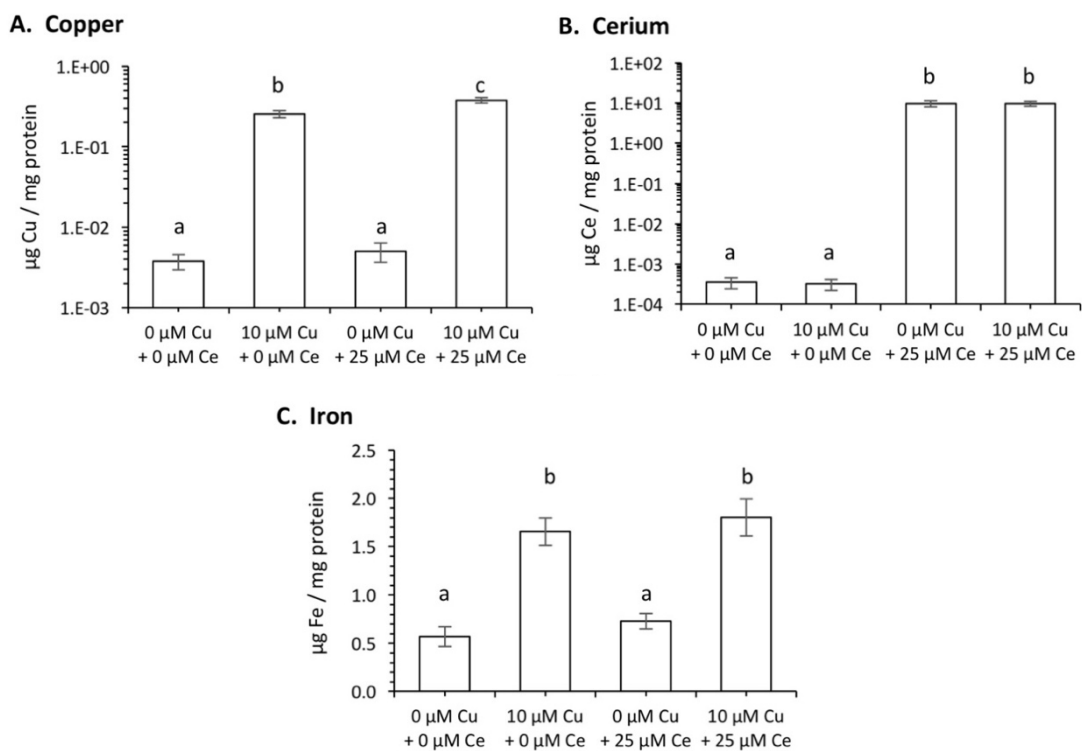 A. Copper
µg Cu / mg protein
1.E+00
1.E-01
1.E-02
1.E-03
a
b
a
c
0 µM Cu
+ 0 µM Ce
10 µM Cu
+ 0 µM Ce
0 µM Cu
+ 25 µM Ce
10 µM Cu
+ 25 µM Ce
B. Cerium
µg Ce / mg protein
1.E+02
1.E+01
1.E+00
1.E-01
1.E-02
1.E-03
1.E-04
a
a
b
b
0 µM Cu
+ 0 µM Ce
10 µM Cu
+ 0 µM Ce
0 µM Cu
+ 25 µM Ce
10 µM Cu
+ 25 µM Ce
C. Iron
µg Fe / mg protein
2.5
2.0
1.5
1.0
0.5
0.0
a
b
a
b
0 µM Cu
+ 0 µM Ce
10 µM Cu
+ 0 µM Ce
0 µM Cu
+ 25 µM Ce
10 µM Cu
+ 25 µM Ce